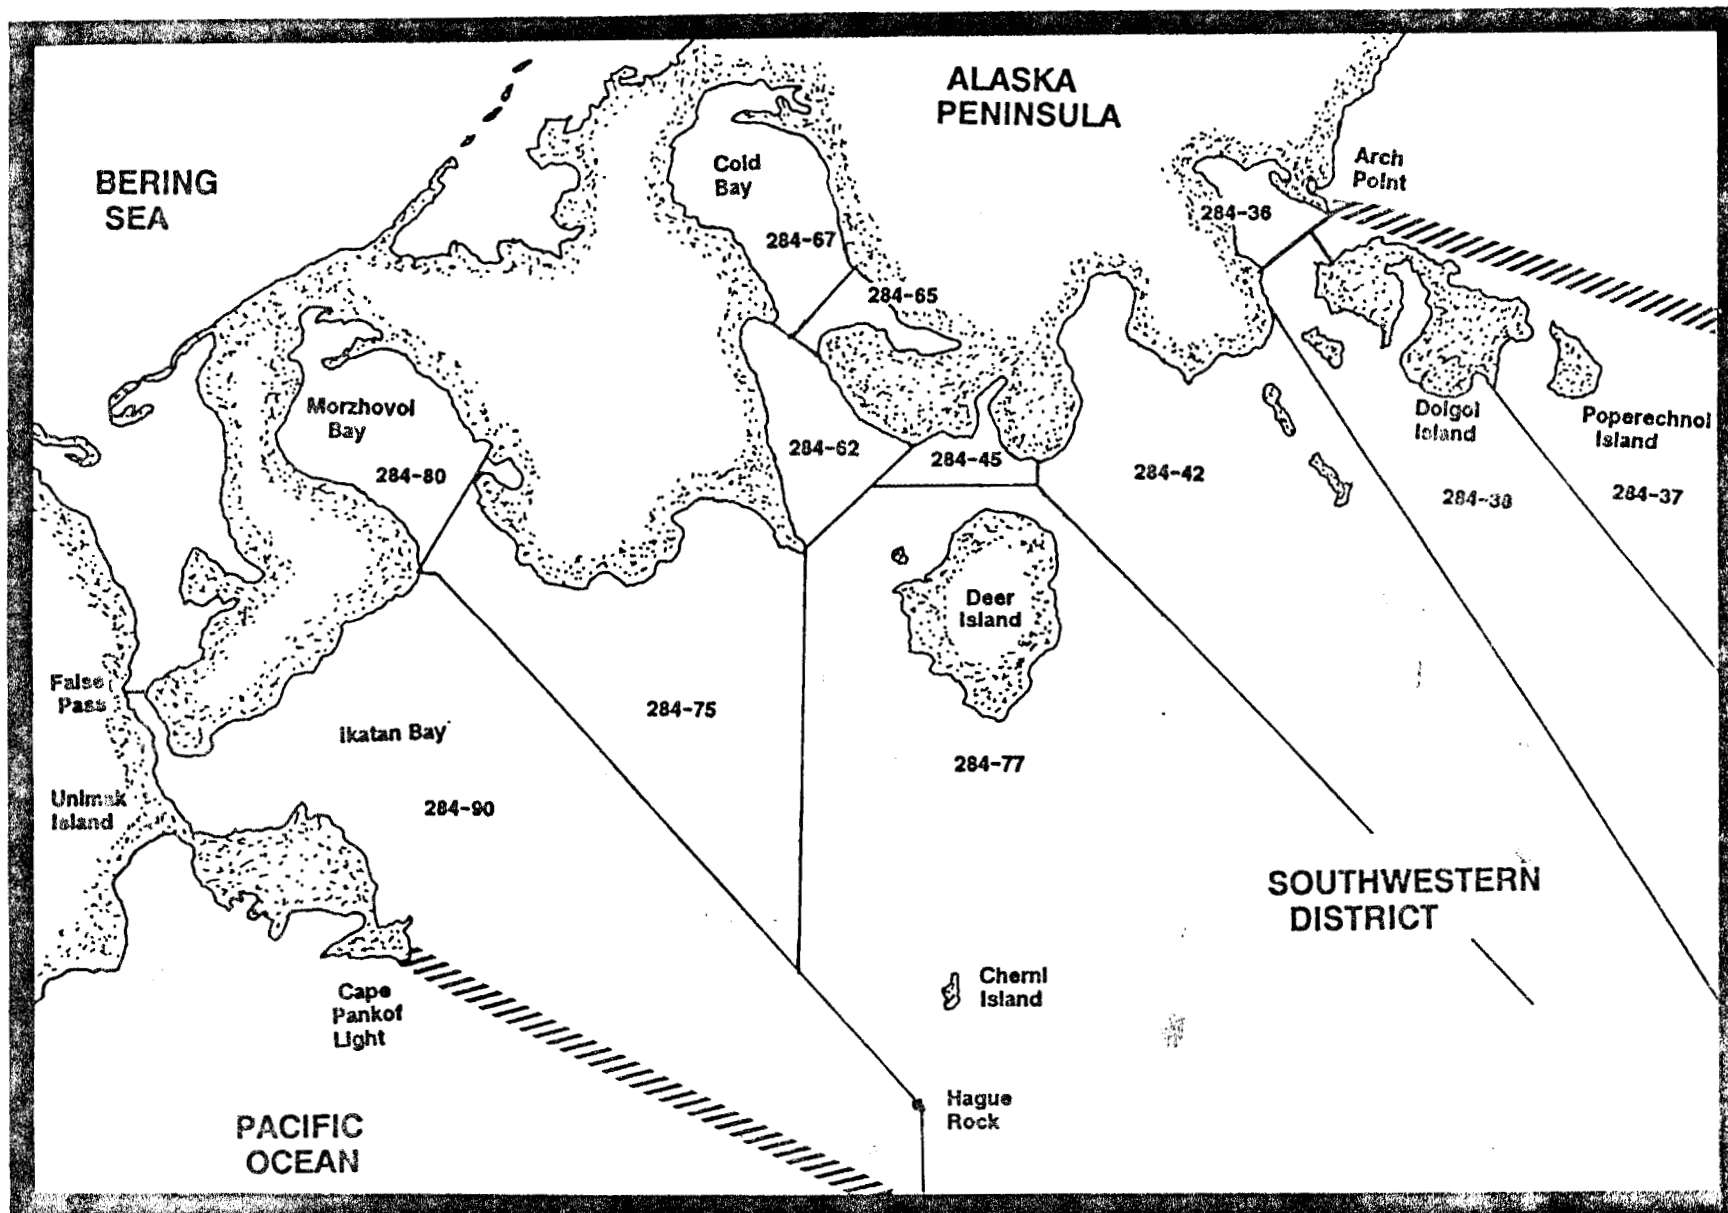 ALASKA
PENINSULA
BERING
SEA
Cold
Bay
Arch
Point
284-36
284-67
284-65
Morzhovoi
Bay
284-80
284-62
284-45
284-42
Dolgoi
Island
284-38
Poperechnoi
Island
284-37
Deer
Island
False
Pass
Ikatan Bay
284-75
284-77
Unimak
Island
284-90
SOUTHWESTERN
DISTRICT
Cape
Pankof
Light
Cherni
Island
Hague
Rock
PACIFIC
OCEAN